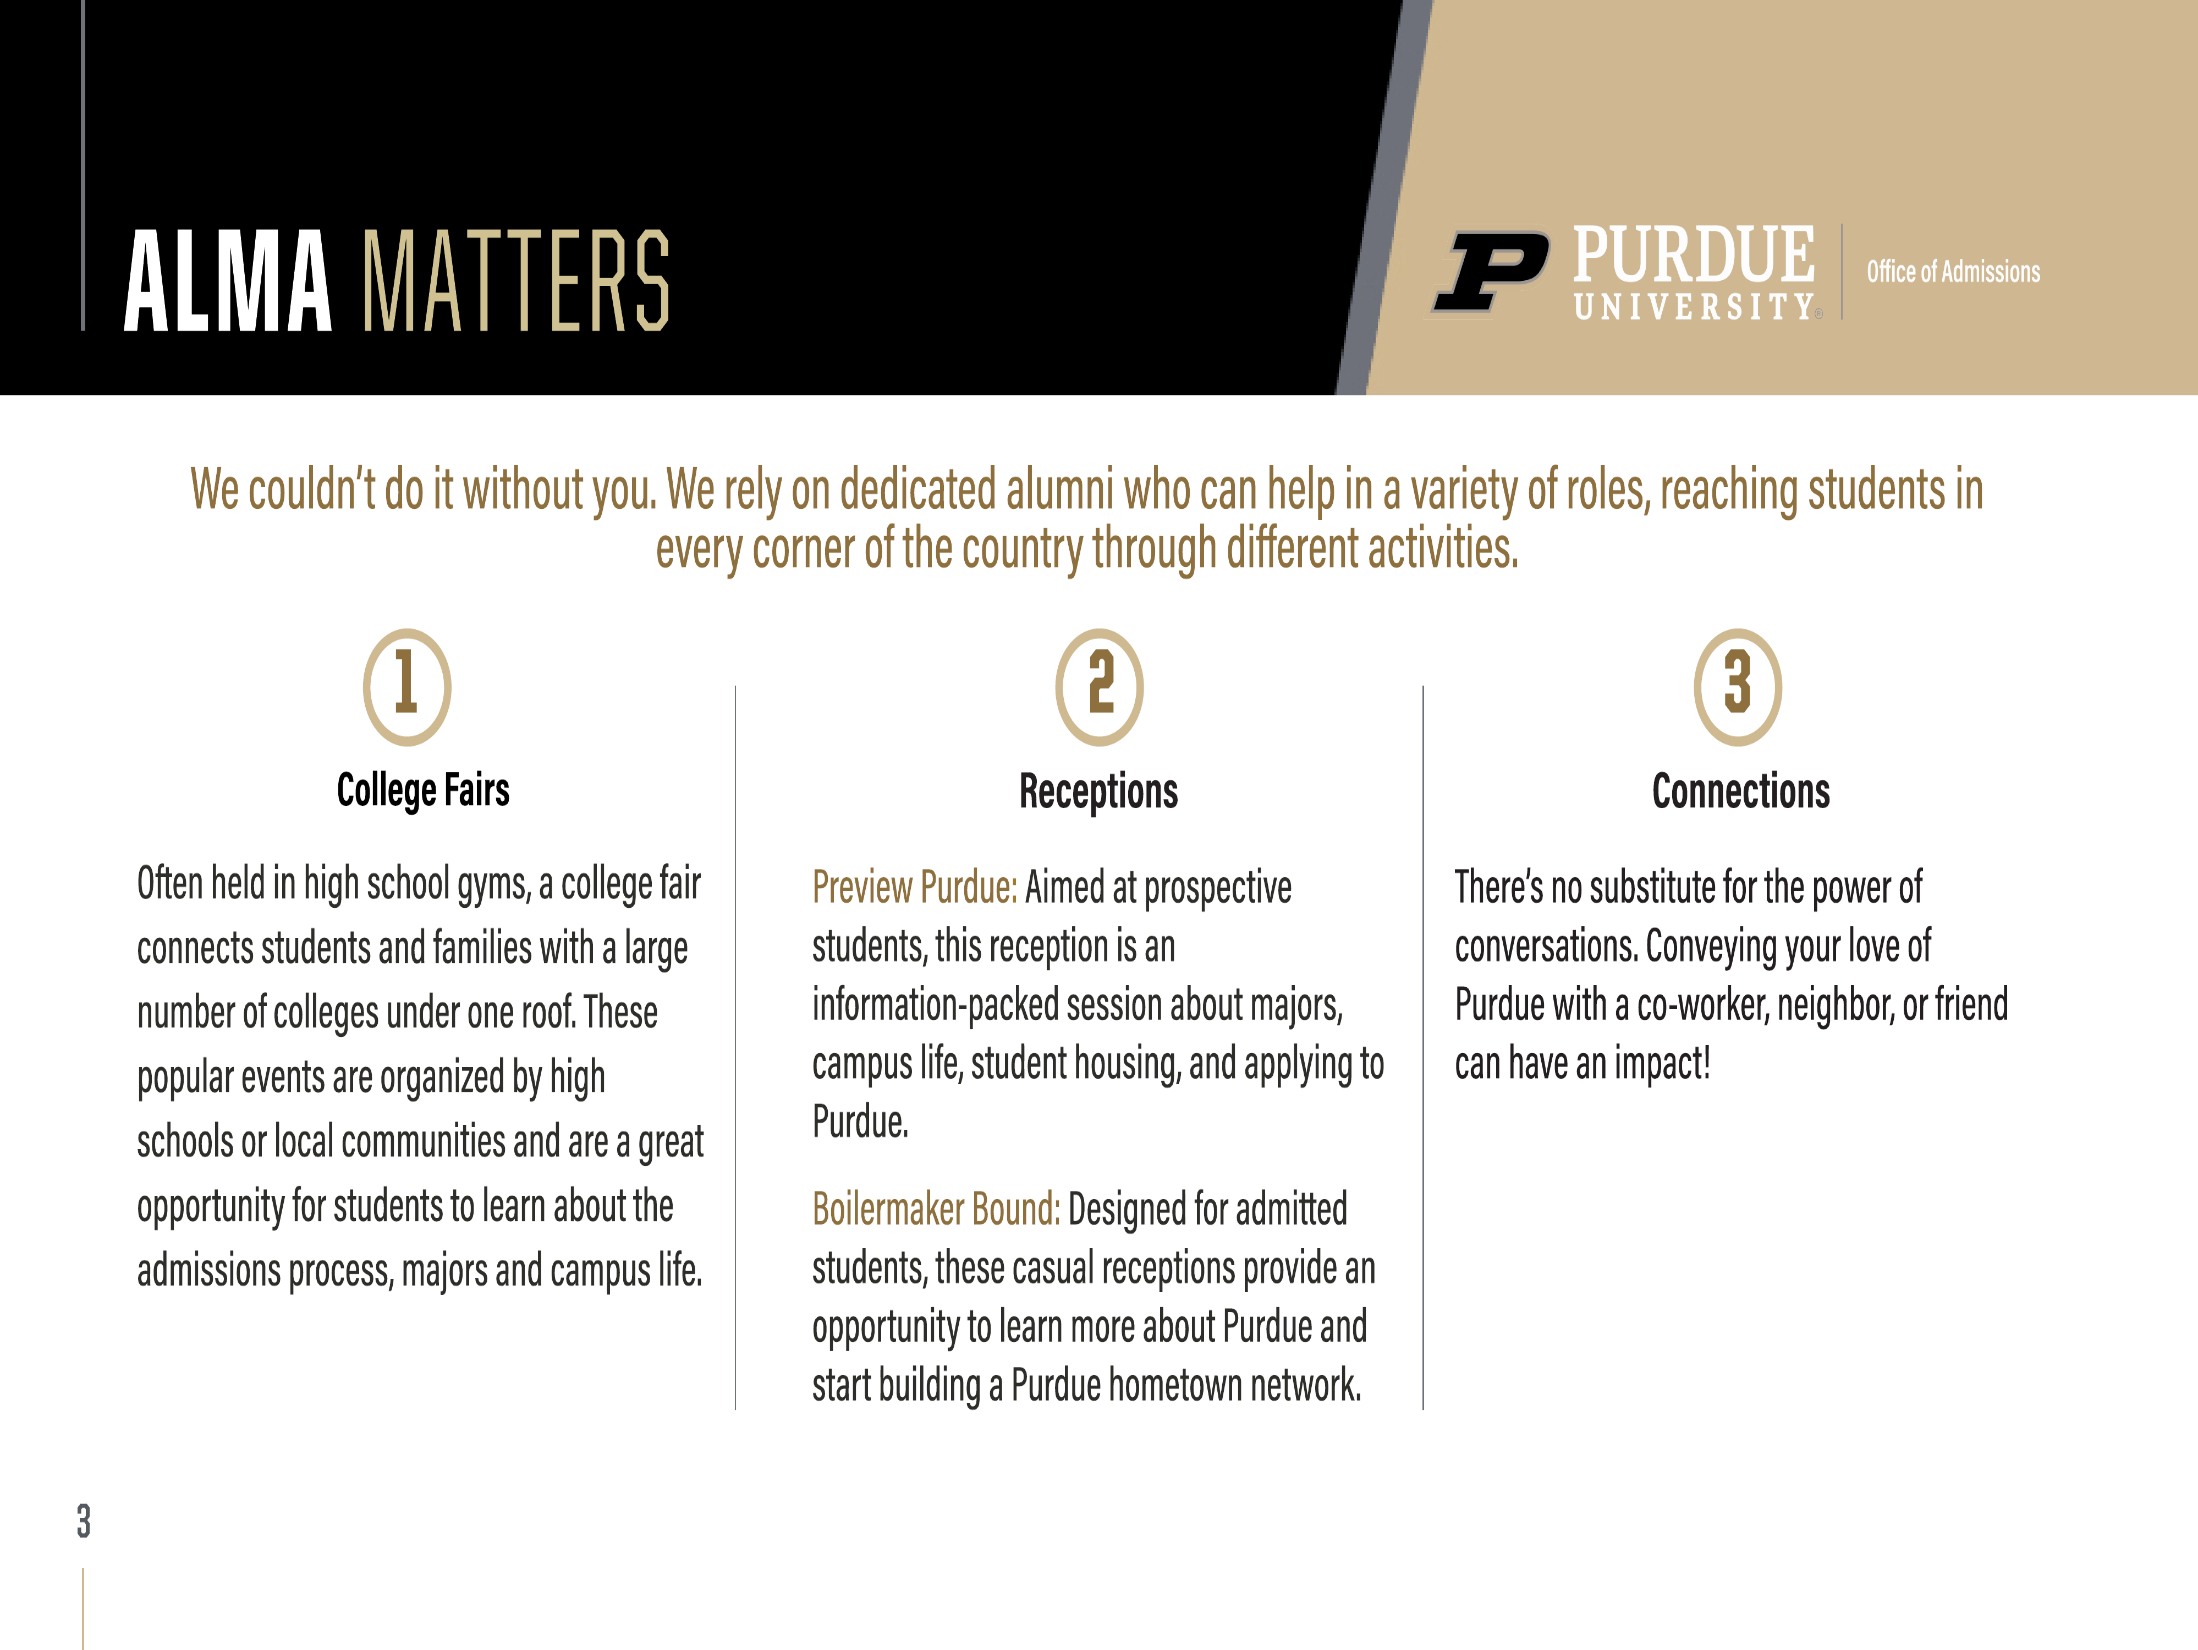 ALMA MATTERS
PURDUE
UNIVERSITY®
Office of Admissions
We couldn’t do it without you. We rely on dedicated alumni who can help in a variety of roles, reaching students in
every corner of the country through different activities.
1
College Fairs
Often held in high school gyms, a college fair
connects students and families with a large
number of colleges under one roof. These
popular events are organized by high
schools or local communities and are a great
opportunity for students to learn about the
admissions process, majors and campus life.
2
Receptions
Preview Purdue: Aimed at prospective
students, this reception is an
information-packed session about majors,
campus life, student housing, and applying to
Purdue.
Boilermaker Bound: Designed for admitted
students, these casual receptions provide an
opportunity to learn more about Purdue and
start building a Purdue hometown network.
3
Connections
There’s no substitute for the power of
conversations. Conveying your love of
Purdue with a co-worker, neighbor, or friend
can have an impact!
3